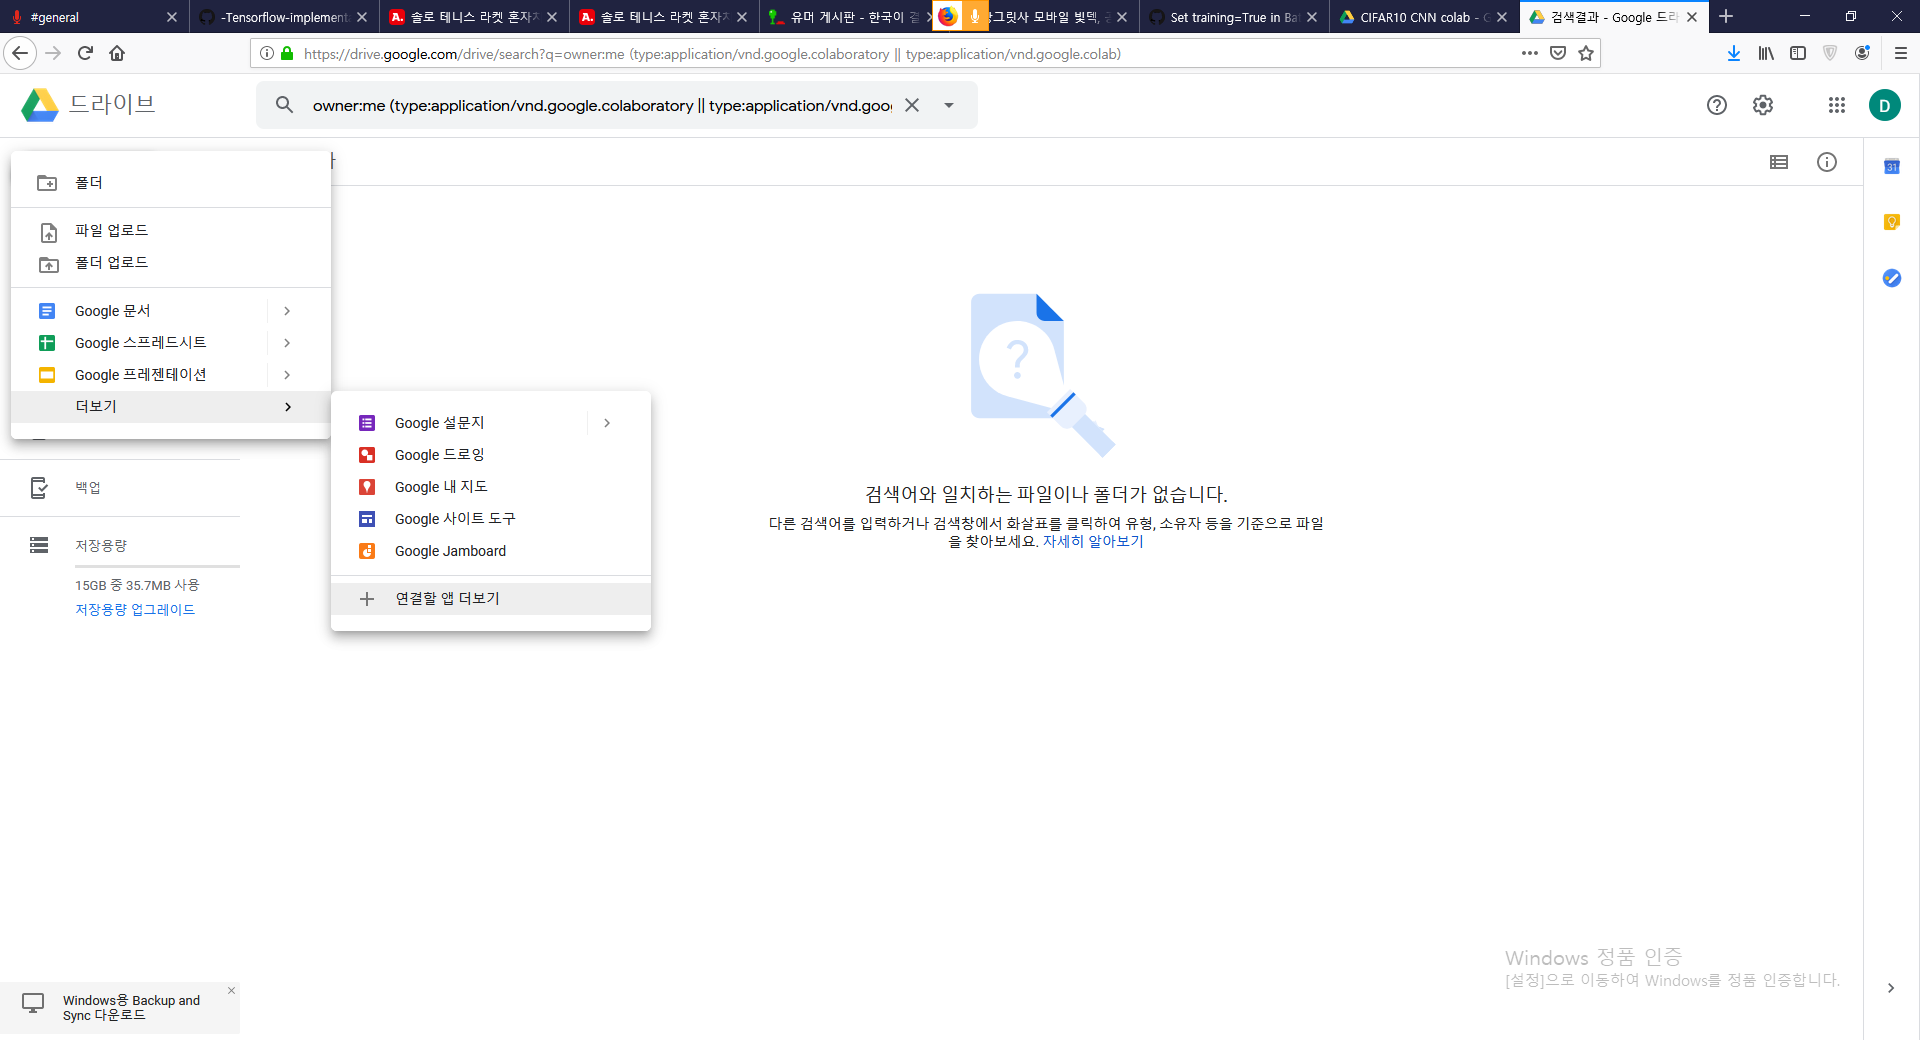 #general
-Tensorflow-implementa
솔로 테니스 라켓 혼자
솔로 테니스 라켓 혼자
유머 게시판 - 한국이
모바일 빛덱,
Set training=True in Bat
CIFAR10 CNN colab - G
검색결과 - Google 드라
https://drive.google.com/drive/search?q=owner:me (type:application/vnd.google.colaboratory || type:application/vnd.google.colab)
드라이브
owner:me (type:application/vnd.google.colaboratory || type:application/vnd.goog
D
폴더
파일 업로드
폴더 업로드
Google 문서
Google 스프레드시트
Google 프레젠테이션
더보기
Google 설문지
Google 드로잉
Google 내 지도
Google 사이트 도구
Google Jamboard
연결할 앱 더보기
백업
저장용량
15GB 중 35.7MB 사용
저장용량 업그레이드
31
검색어와 일치하는 파일이나 폴더가 없습니다.
다른 검색어를 입력하거나 검색창에서 화살표를 클릭하여 유형, 소유자 등을 기준으로 파일
을 찾아보세요. 자세히 알아보기
Windows 정품 인증
[설정]으로 이동하여 Windows를 정품 인증합니다.
Windows용 Backup and
Sync 다운로드